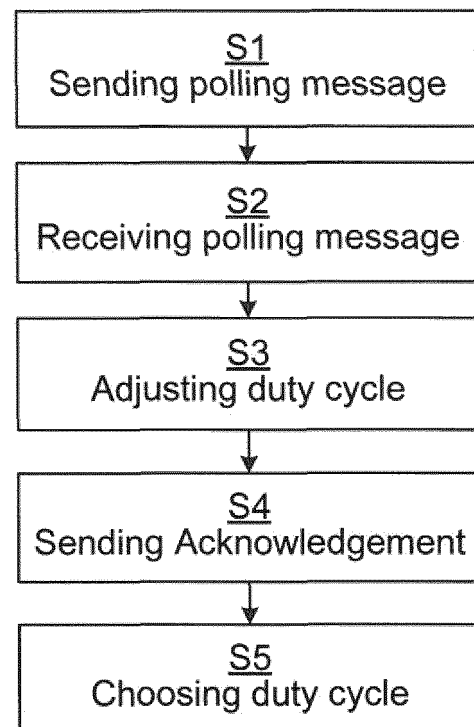 S1
Sending polling message
S2
Receiving polling message
S3
Adjusting duty cycle
S4
Sending Acknowledgement
S5
Choosing duty cycle